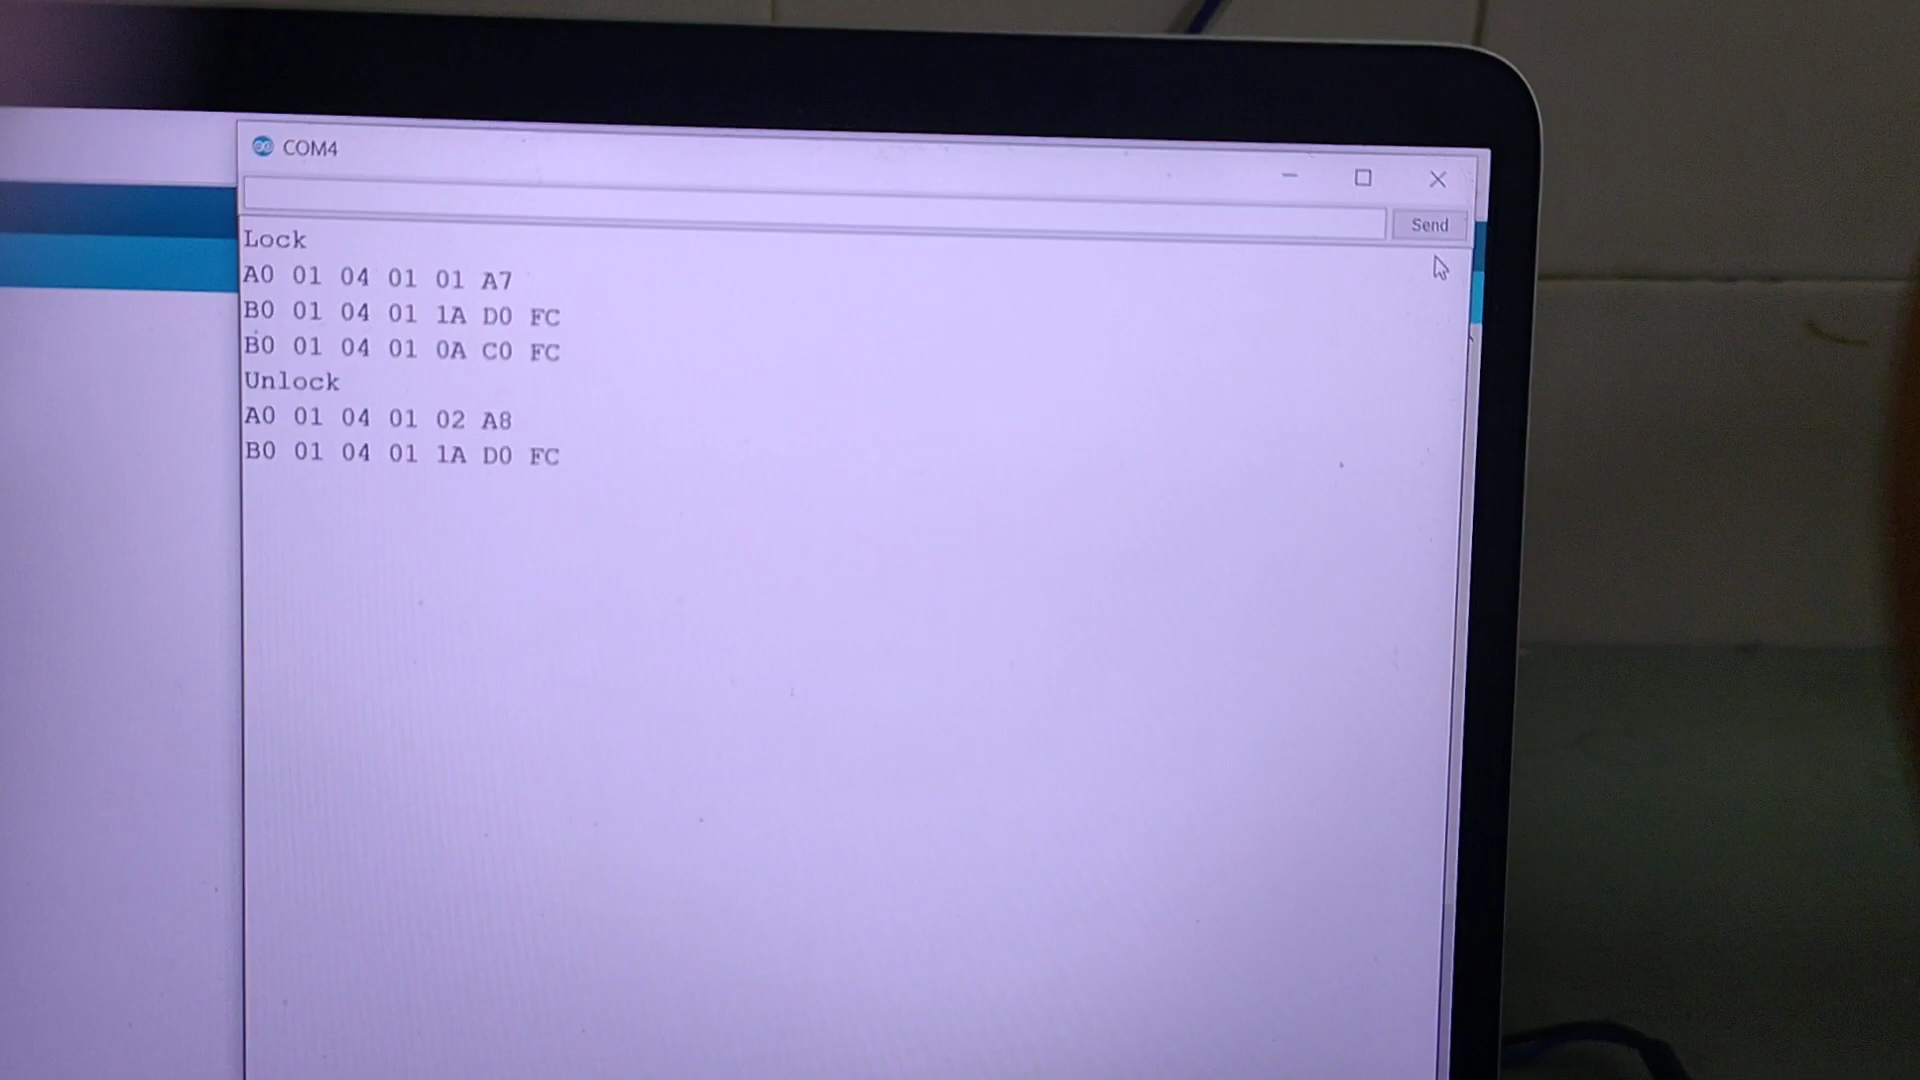 COM4
Send
Lock
A0 01 04 01 01 A7
B0 01 04 01 1A D0 FC
B0 01 04 01 0A C0 FC
Unlock
A0 01 04 01 02 A8
B0 01 04 01 1A D0 FC